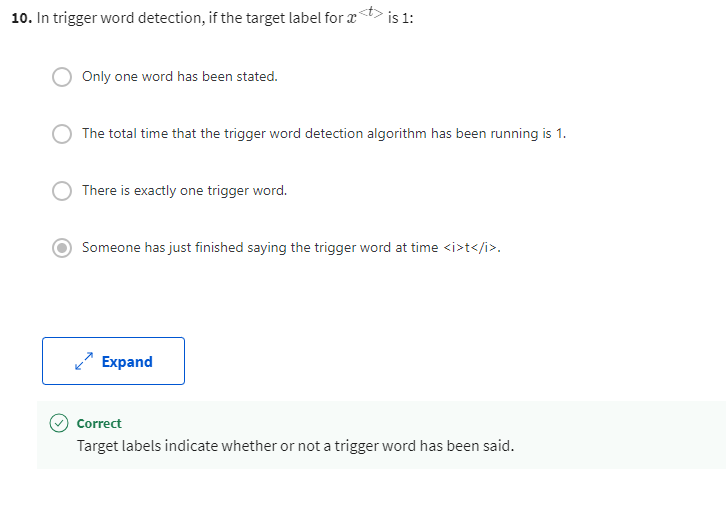 10. In trigger word detection, if the target label for x<t> is 1:
Only one word has been stated.
The total time that the trigger word detection algorithm has been running is 1.
There is exactly one trigger word.
Someone has just finished saying the trigger word at time <i>t</i>.
Expand
Correct
Target labels indicate whether or not a trigger word has been said.